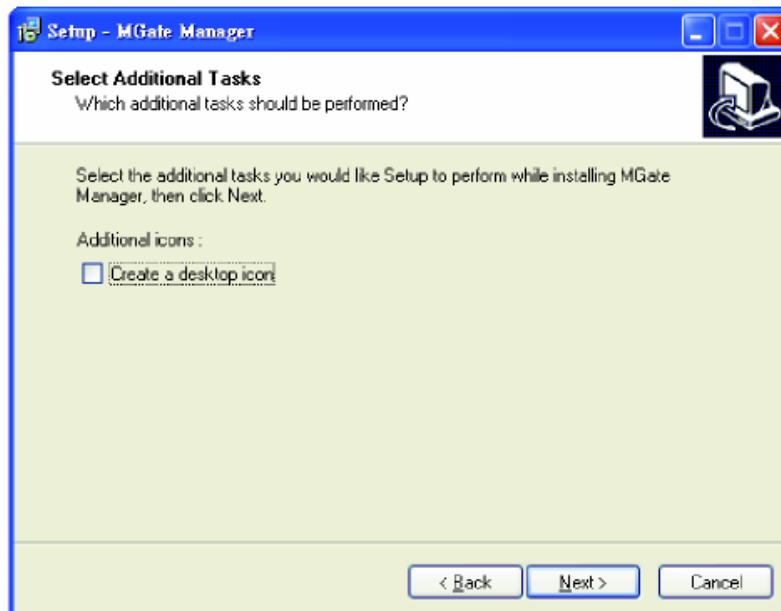 Setup - MGate Manager
Select Additional Tasks
Which additional tasks should be performed?
Select the additional tasks you would like Setup to perform while installing MGate
Manager, then click Next.
Additional icons :
Create a desktop icon
< Back
Next >
Cancel